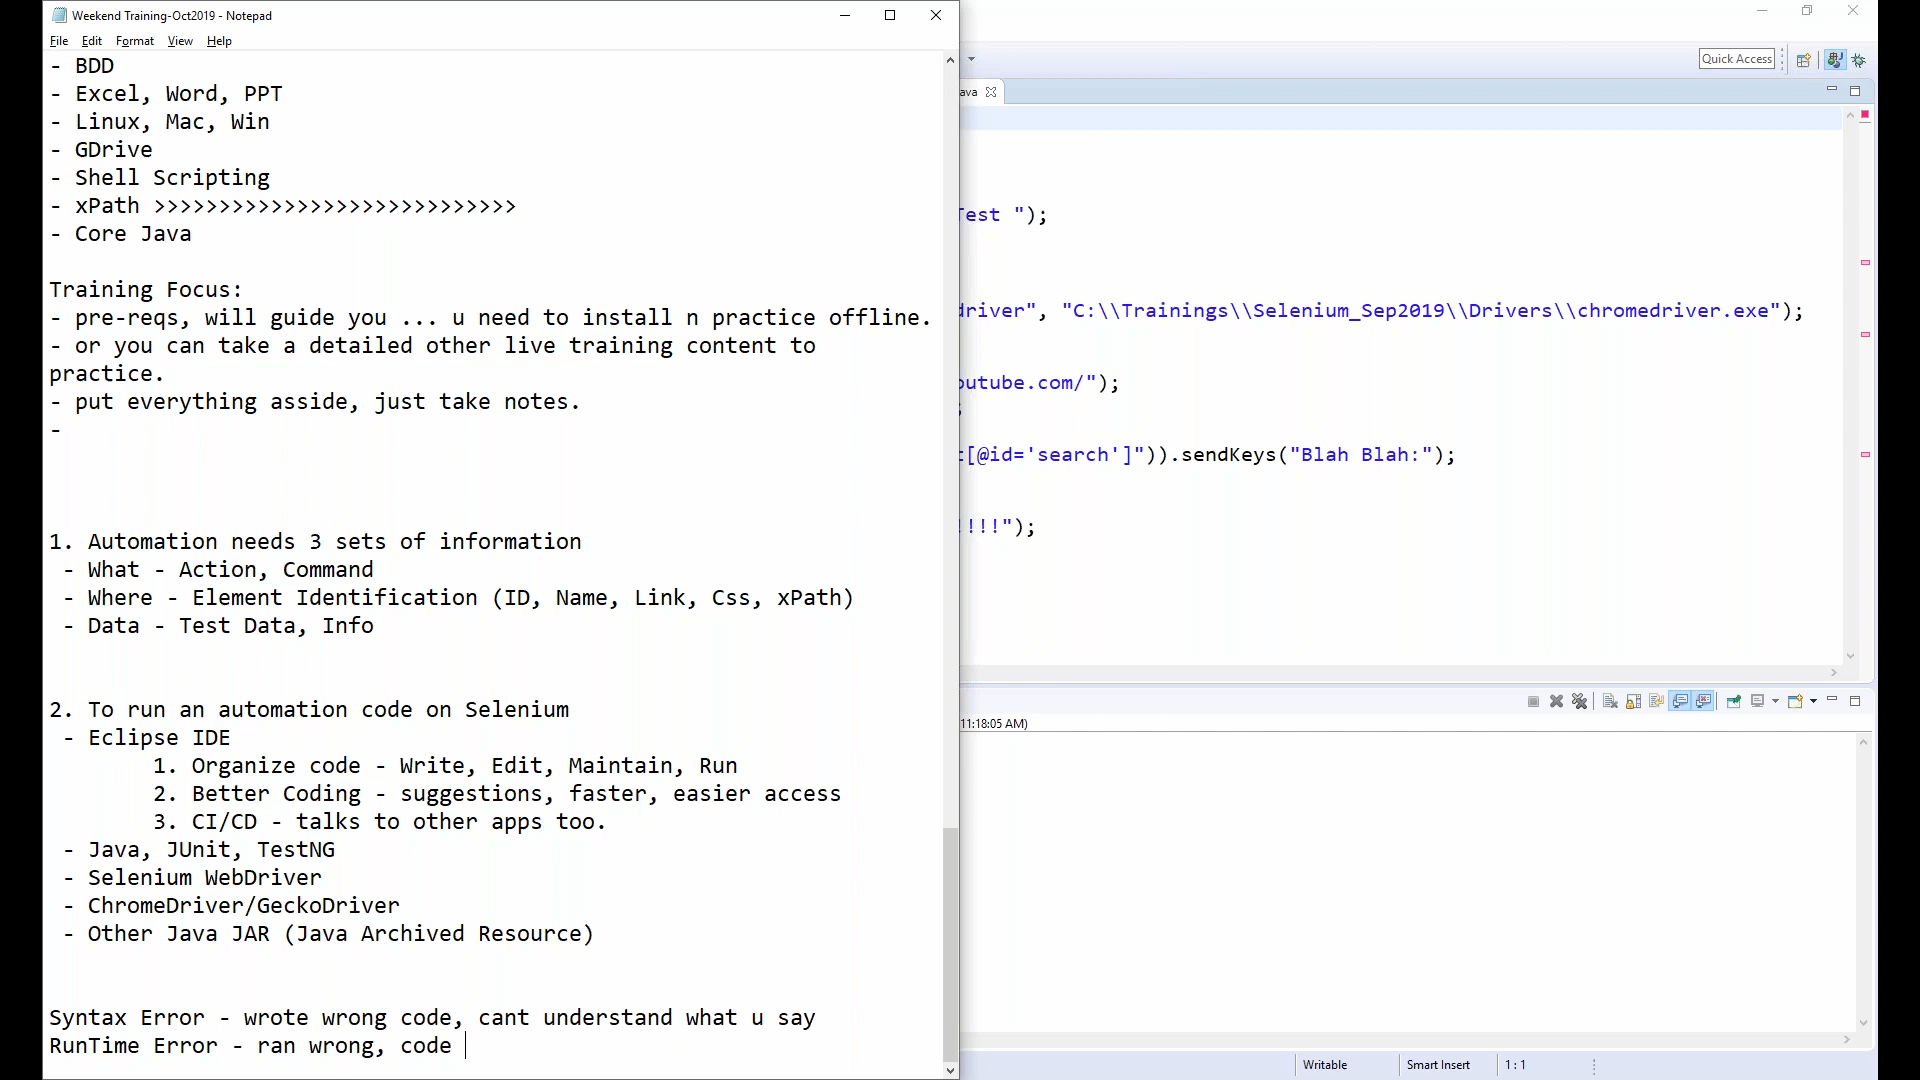 Weekend Training-Oct2019 - Notepad
File Edit Format View Help
- BDD
- Excel, Word, PPT
- Linux, Mac, Win
- GDrive
- Shell Scripting
- xPath >>>>>>>>>>>>>>>>>>>>>>>>>>>>
- Core Java
Training Focus:
- pre-reqs, will guide you ... u need to install n practice offline.
- or you can take a detailed other live training content to
practice.
- put everything asside, just take notes.
-
1. Automation needs 3 sets of information
- What - Action, Command
- Where - Element Identification (ID, Name, Link, Css, xPath)
- Data - Test Data, Info
2. To run an automation code on Selenium
- Eclipse IDE
1. Organize code - Write, Edit, Maintain, Run
2. Better Coding - suggestions, faster, easier access
3. CI/CD - talks to other apps too.
- Java, JUnit, TestNG
- Selenium WebDriver
- ChromeDriver/GeckoDriver
- Other Java JAR (Java Archived Resource)
Syntax Error - wrote wrong code, cant understand what u say
RunTime Error - ran wrong, code
Quick Access
ava
Test ");
driver", "C:\\Trainings\\Selenium_Sep2019\\Drivers\\chromedriver.exe");
outube.com/");
;
t[@id='search']")).sendKeys("Blah Blah:");
!!!!");
11:18:05 AM)
Writable Smart Insert 1 : 1